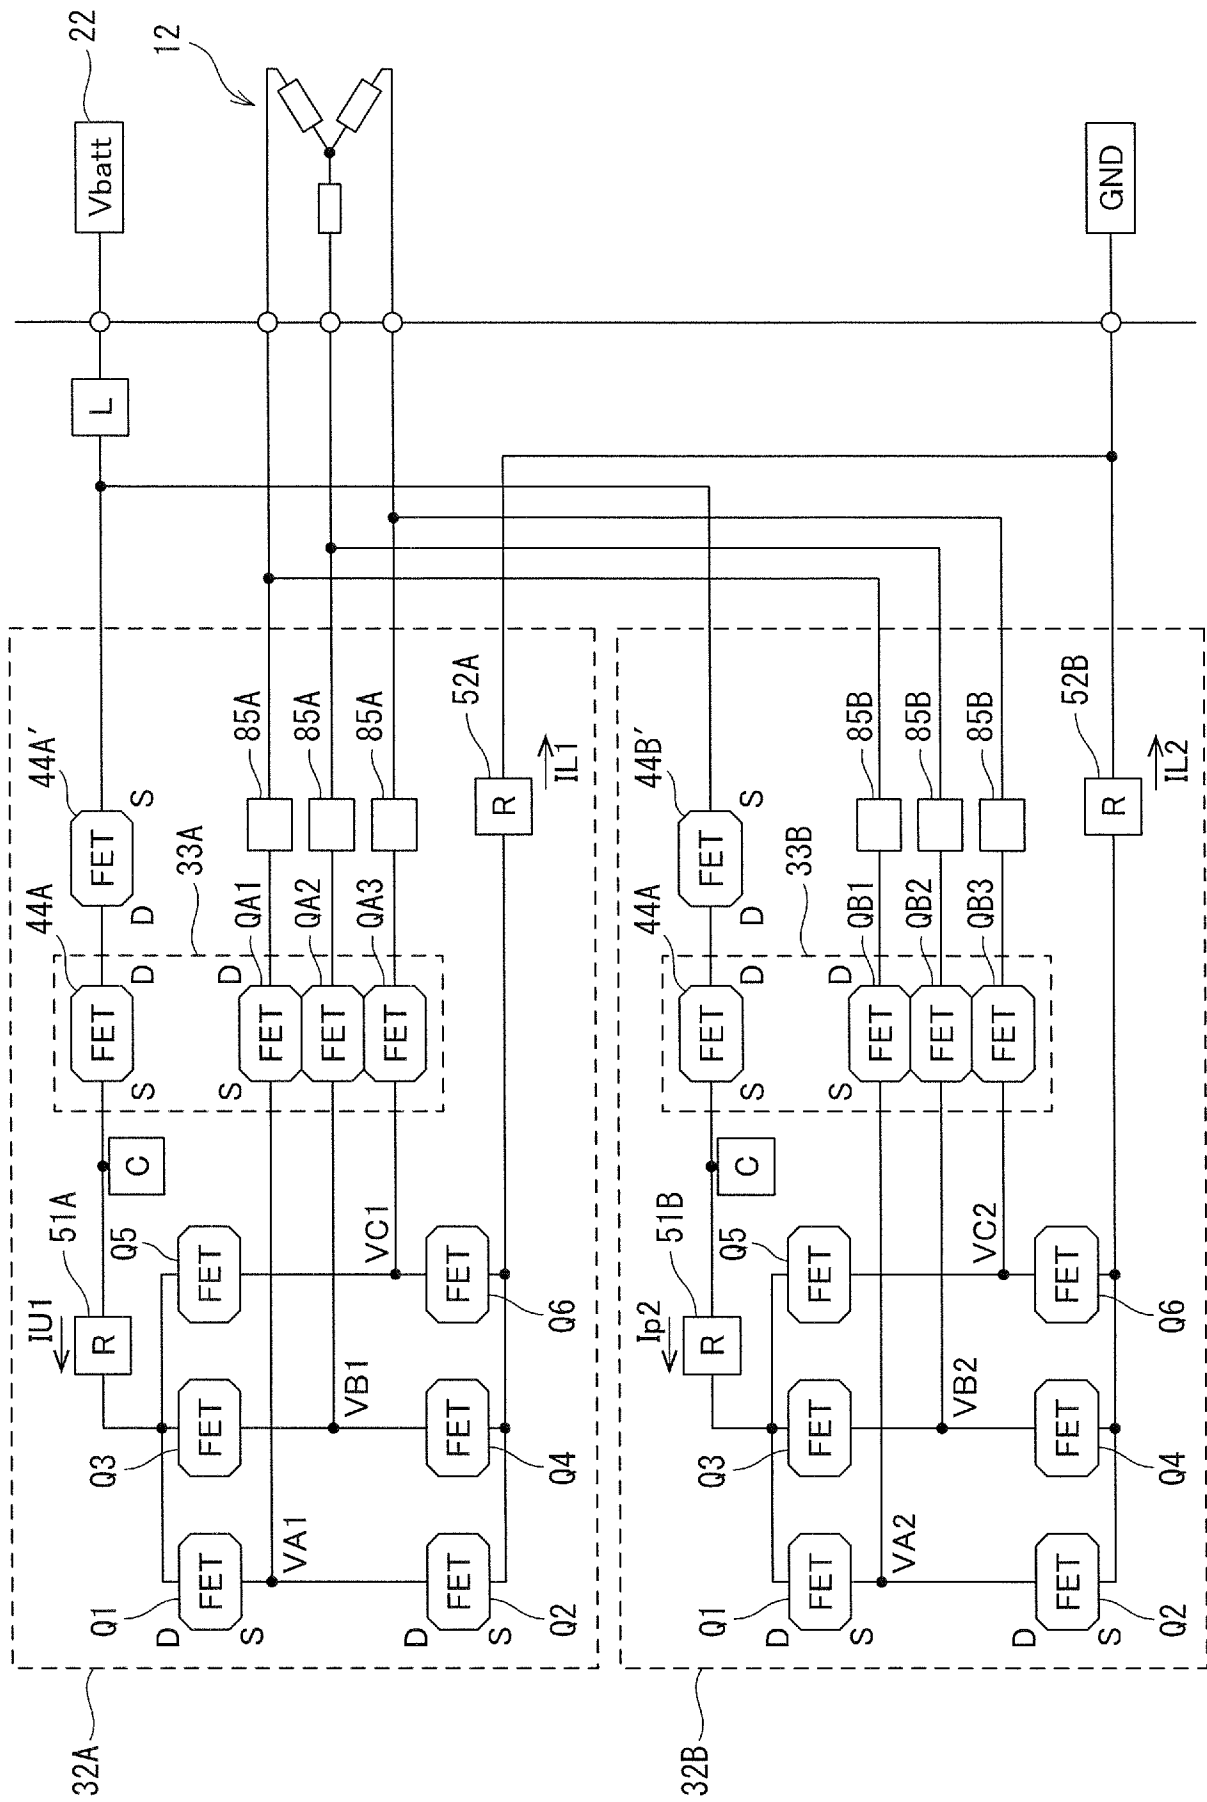 32A
IU1
51A
44A
44A′
22
Q1
Q3
Q5
R
C
FET
FET
L
Vbatt
D
S
S
D
D
S
FET
FET
FET
33A
12
VA1
VB1
VC1
S
D
FET
FET
FET
QA1
QA2
QA3
85A
85A
85A
D
S
FET
FET
FET
Q2
Q4
Q6
R
52A
IL1
32B
Ip2
51B
44A
44B′
Q1
Q3
Q5
R
C
FET
FET
D
S
S
D
D
S
FET
FET
FET
33B
VA2
VB2
VC2
S
D
FET
FET
FET
QB1
QB2
QB3
85B
85B
85B
D
S
FET
FET
FET
Q2
Q4
Q6
R
52B
IL2
GND